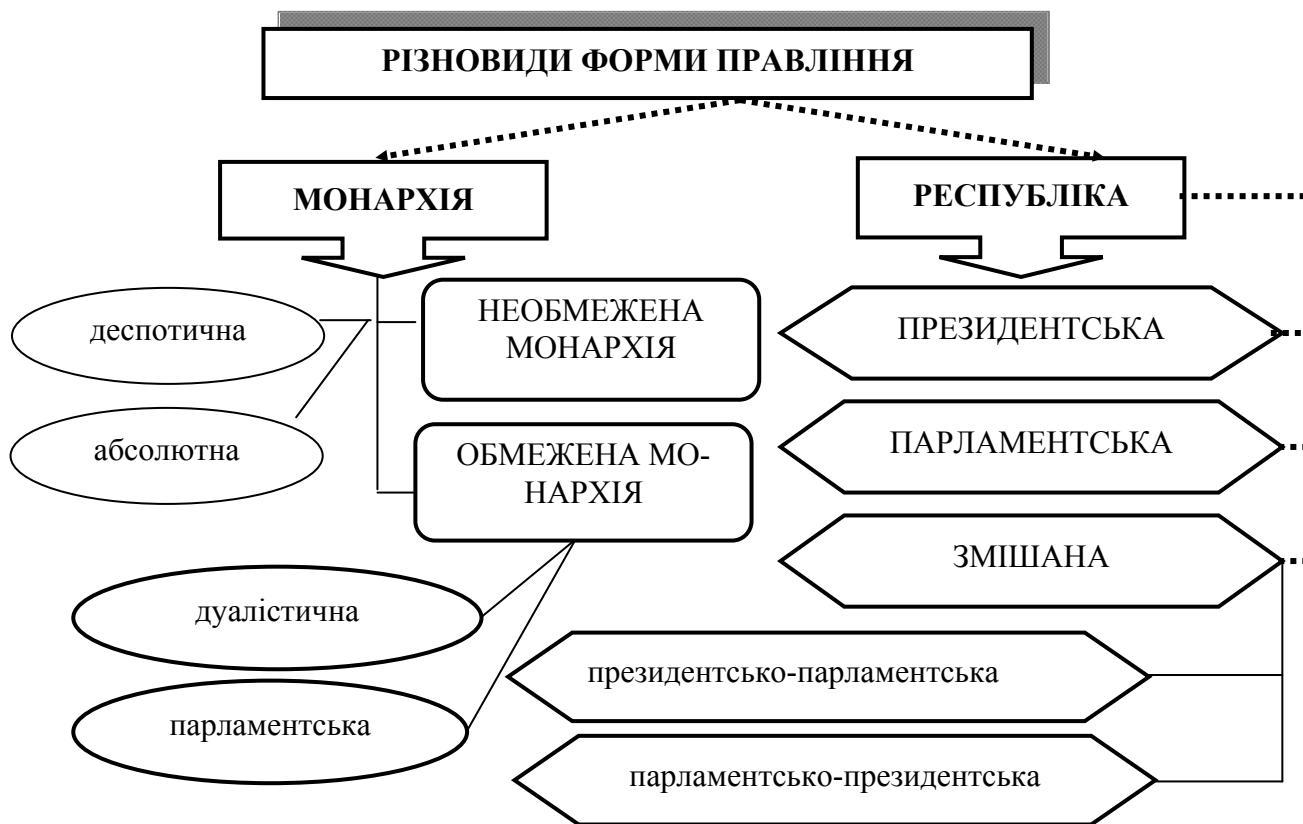 РІЗНОВИДИ ФОРМИ ПРАВЛІННЯ
МОНАРХІЯ
РЕСПУБЛІКА
деспотична
абсолютна
НЕОБМЕЖЕНА
МОНАРХІЯ
ОБМЕЖЕНА МО-
НАРХІЯ
дуалістична
парламентська
ПРЕЗИДЕНТСЬКА
ПАРЛАМЕНТСЬКА
ЗМІШАНА
президентсько-парламентська
парламентсько-президентська